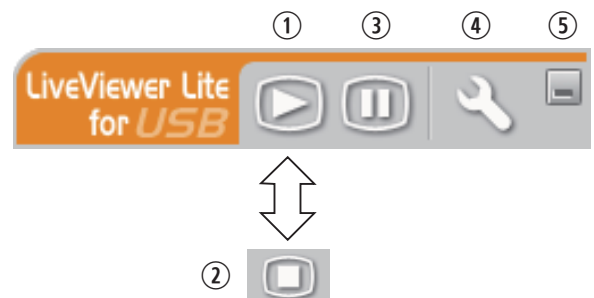 ① ③ ④ ⑤
LiveViewer Lite
for USB
②